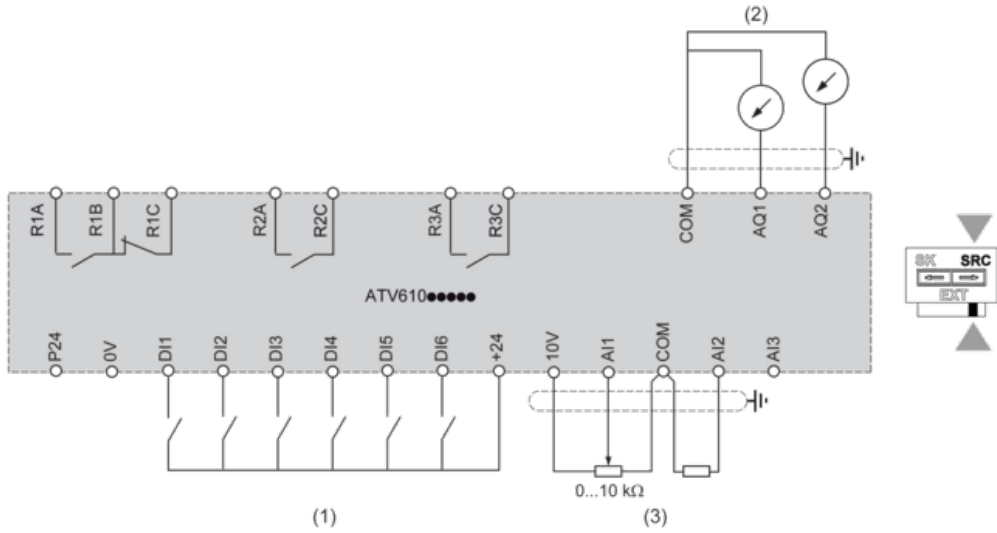 (2)
R1A R1B R1C R2A R2C R3A R3C COM AQ1 AQ2
SK SRC
EXT
ATV610●●●●●
P24 0V DI1 DI2 DI3 DI4 DI5 DI6 +24 10V AI1 COM AI2 AI3
0...10 kΩ
(1) (3)